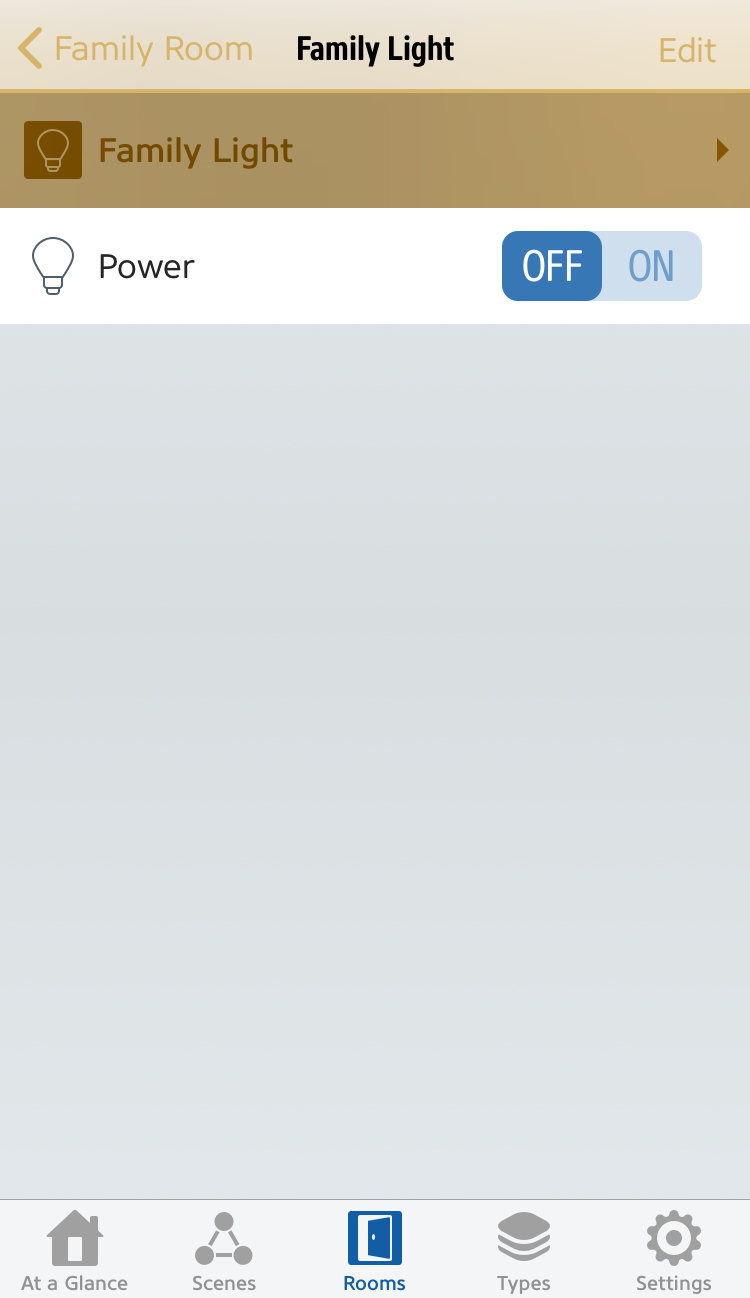 Family Room Family Light Edit
Family Light
Power OFF ON
At a Glance Scenes Rooms Types Settings